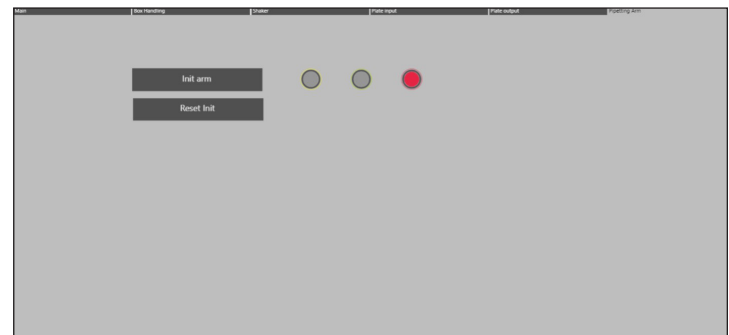 Main
Box Handling
Shaker
Plate input
Plate output
Pipetting Arm
Init arm
Reset Init